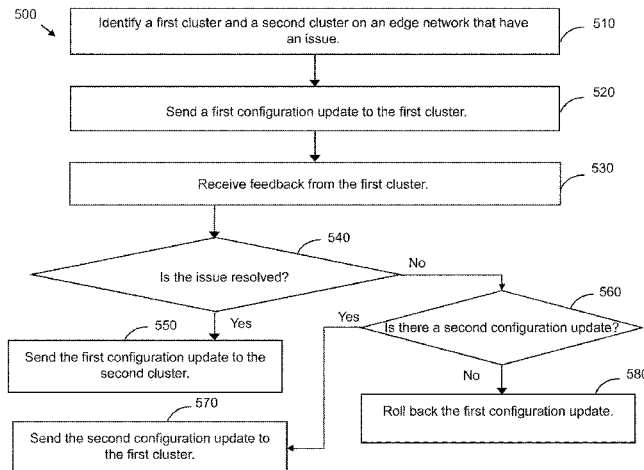 500
Identify a first cluster and a second cluster on an edge network that have
an issue.
510
Send a first configuration update to the first cluster.
520
Receive feedback from the first cluster.
530
Is the issue resolved?
540
No
Yes
Is there a second configuration update?
560
Yes
No
550
Send the first configuration update to the
second cluster.
570
Send the second configuration update to
the first cluster.
580
Roll back the first configuration update.